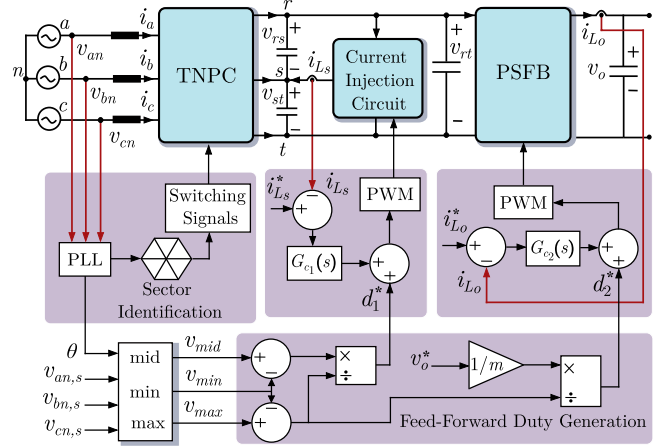 a
i_a
r
v_an
v_rs
+
−
i_Ls
Current
Injection
Circuit
v_rt
+
−
i_Lo
+
v_o
−
n
b
i_b
TNPC
s
PSFB
v_bn
v_st
+
−
c
i_c
v_cn
t
Switching
Signals
i*_Ls
i_Ls
PWM
+
−
G_c1(s)
+
+
d*_1
PWM
i*_Lo
+
−
i_Lo
G_c2(s)
+
+
d*_2
PLL
Sector
Identification
θ
v_an,s
v_bn,s
v_cn,s
mid
min
max
v_mid
v_min
v_max
+
−
+
−
×
÷
v*_o
1/m
×
÷
Feed-Forward Duty Generation